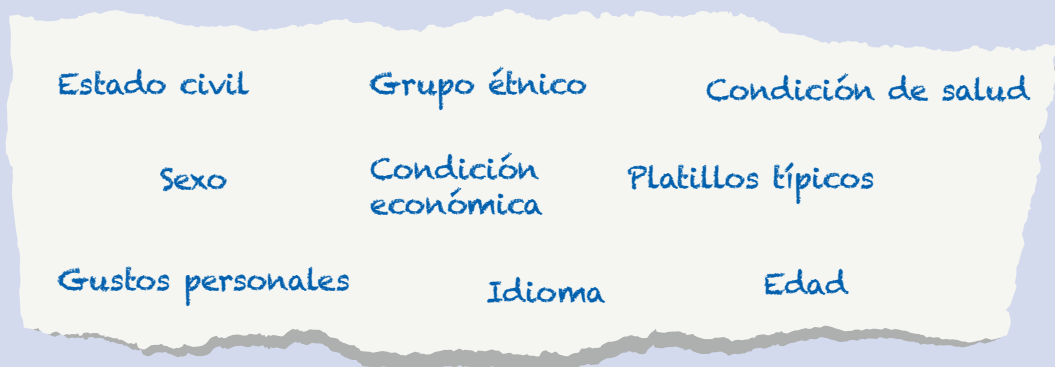 Estado civil
Grupo étnico
Condición de salud
Sexo
Condición
económica
Platillos típicos
Gustos personales
Idioma
Edad